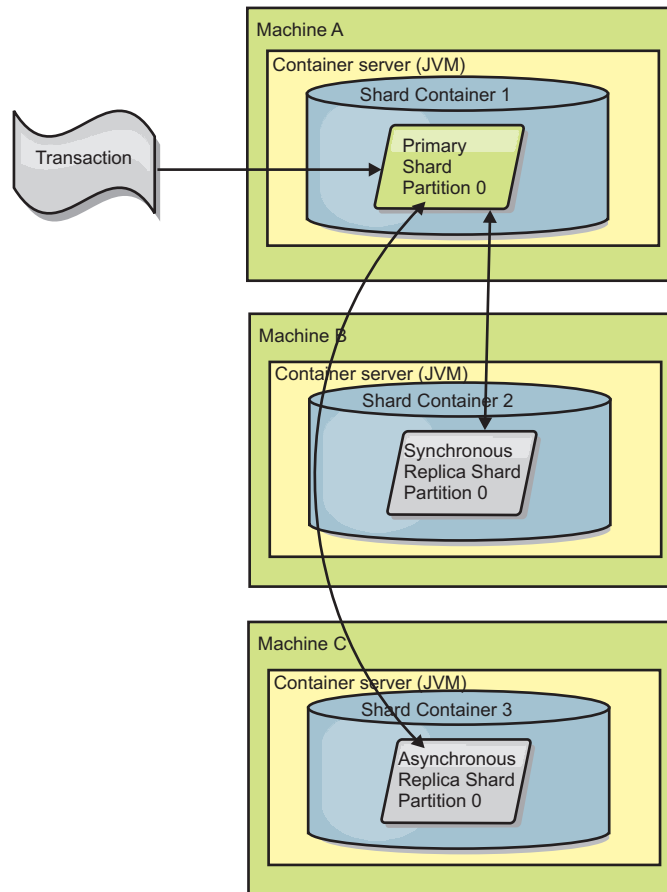 Machine A
Container server (JVM)
Shard Container 1
Transaction
Primary
Shard
Partition 0
Machine B
Container server (JVM)
Shard Container 2
Synchronous
Replica Shard
Partition 0
Machine C
Container server (JVM)
Shard Container 3
Asynchronous
Replica Shard
Partition 0